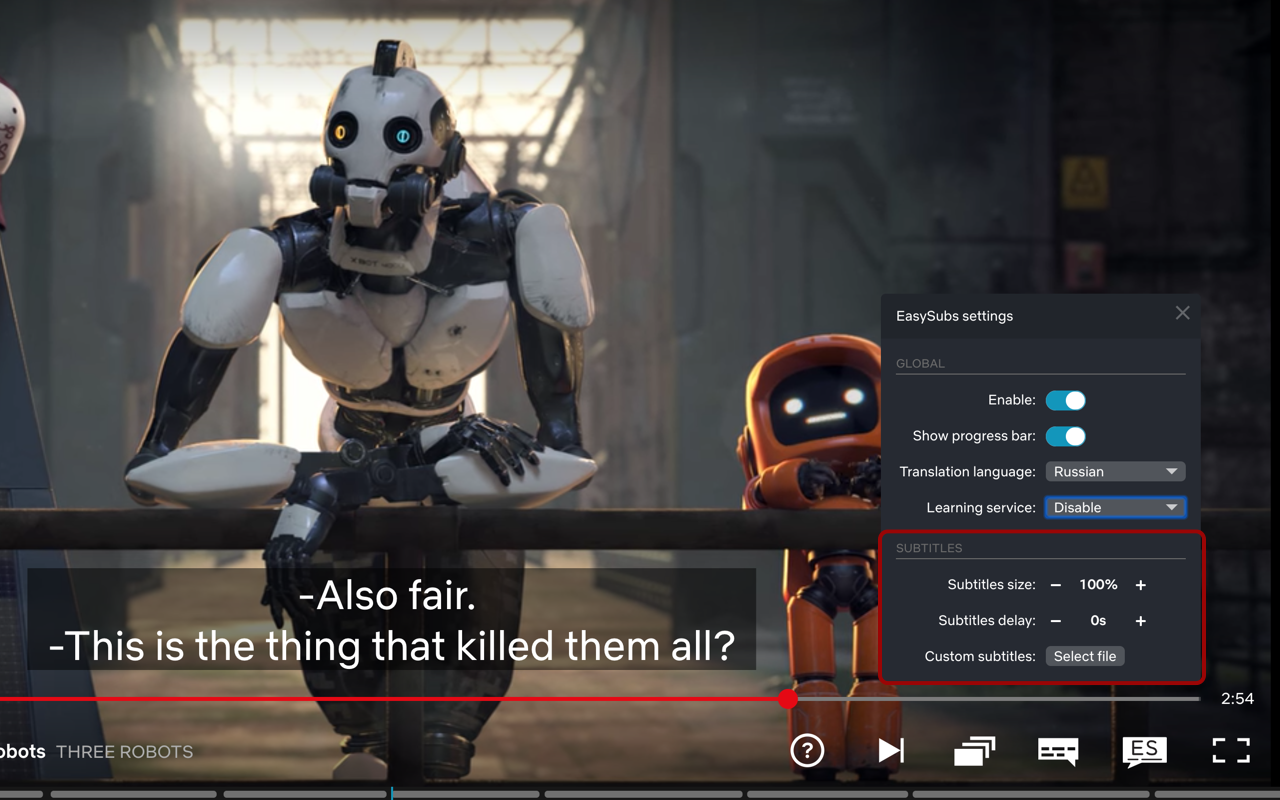 EasySubs settings
GLOBAL
Enable:
Show progress bar:
Translation language: Russian
Learning service: Disable
SUBTITLES
Subtitles size: − 100% +
Subtitles delay: − 0s +
Custom subtitles: Select file
-Also fair.
-This is the thing that killed them all?
2:54
obots THREE ROBOTS
?
ES